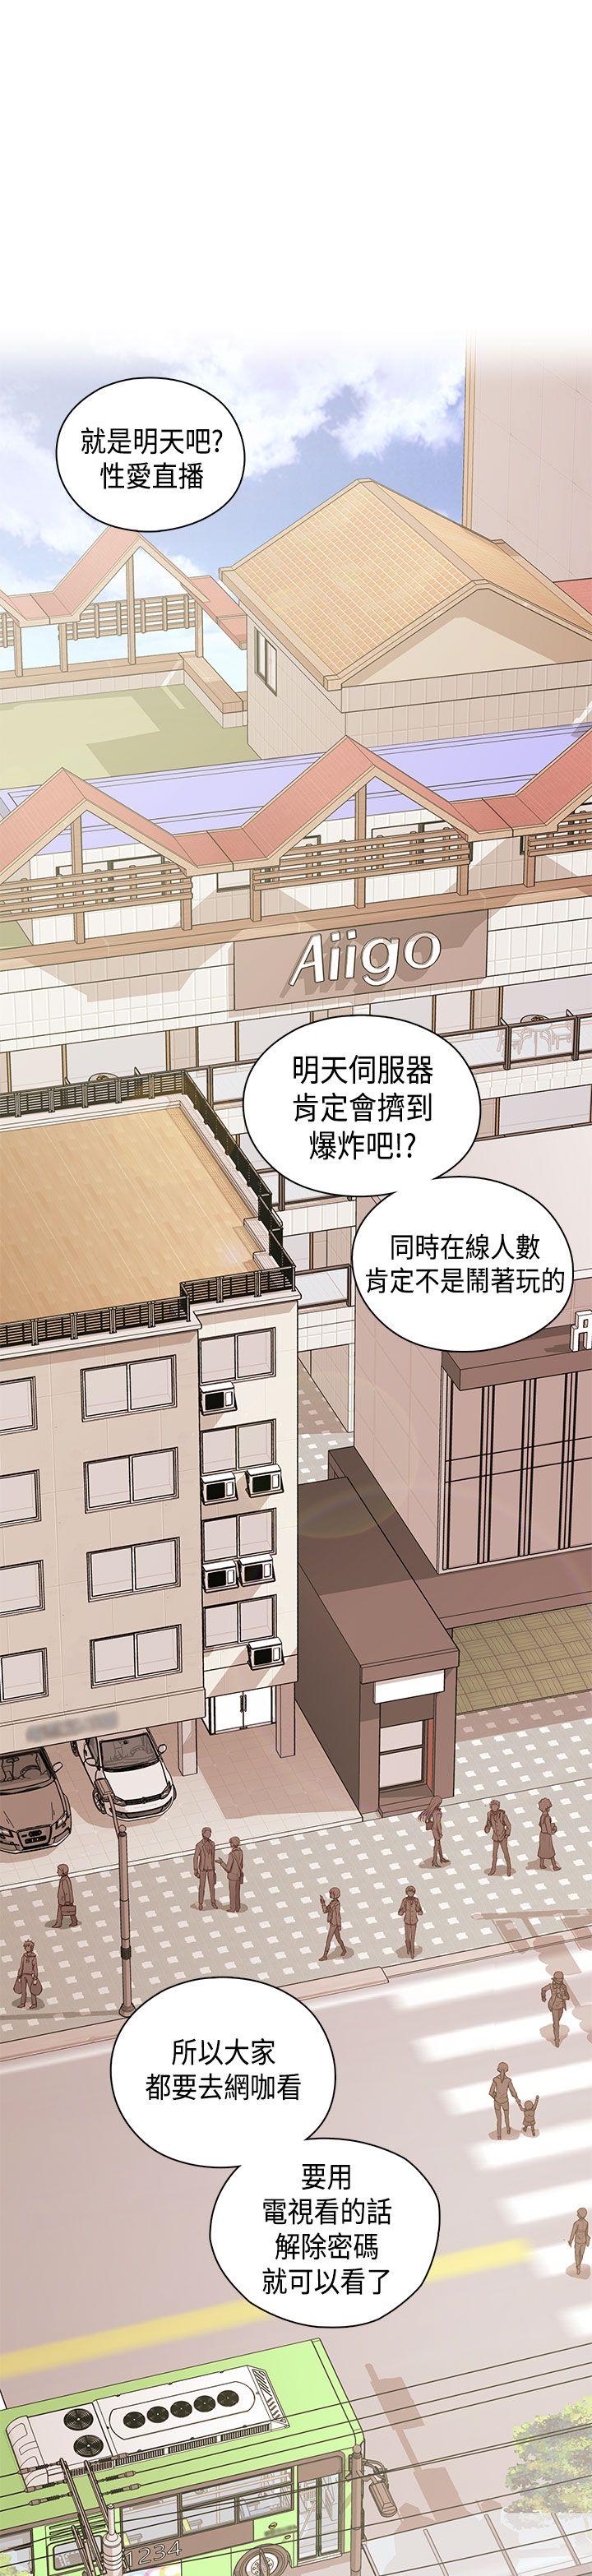 就是明天吧?
性愛直播
Aiigo
明天伺服器
肯定會擠到
爆炸吧!?
同時在線人數
肯定不是鬧著玩的
所以大家
都要去網咖看
要用
電視看的話
解除密碼
就可以看了
1234